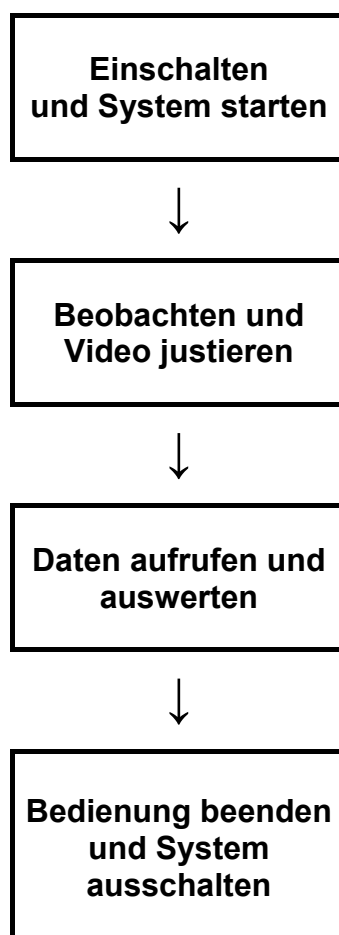 Einschalten
und System starten
↓
Beobachten und
Video justieren
↓
Daten aufrufen und
auswerten
↓
Bedienung beenden
und System
ausschalten